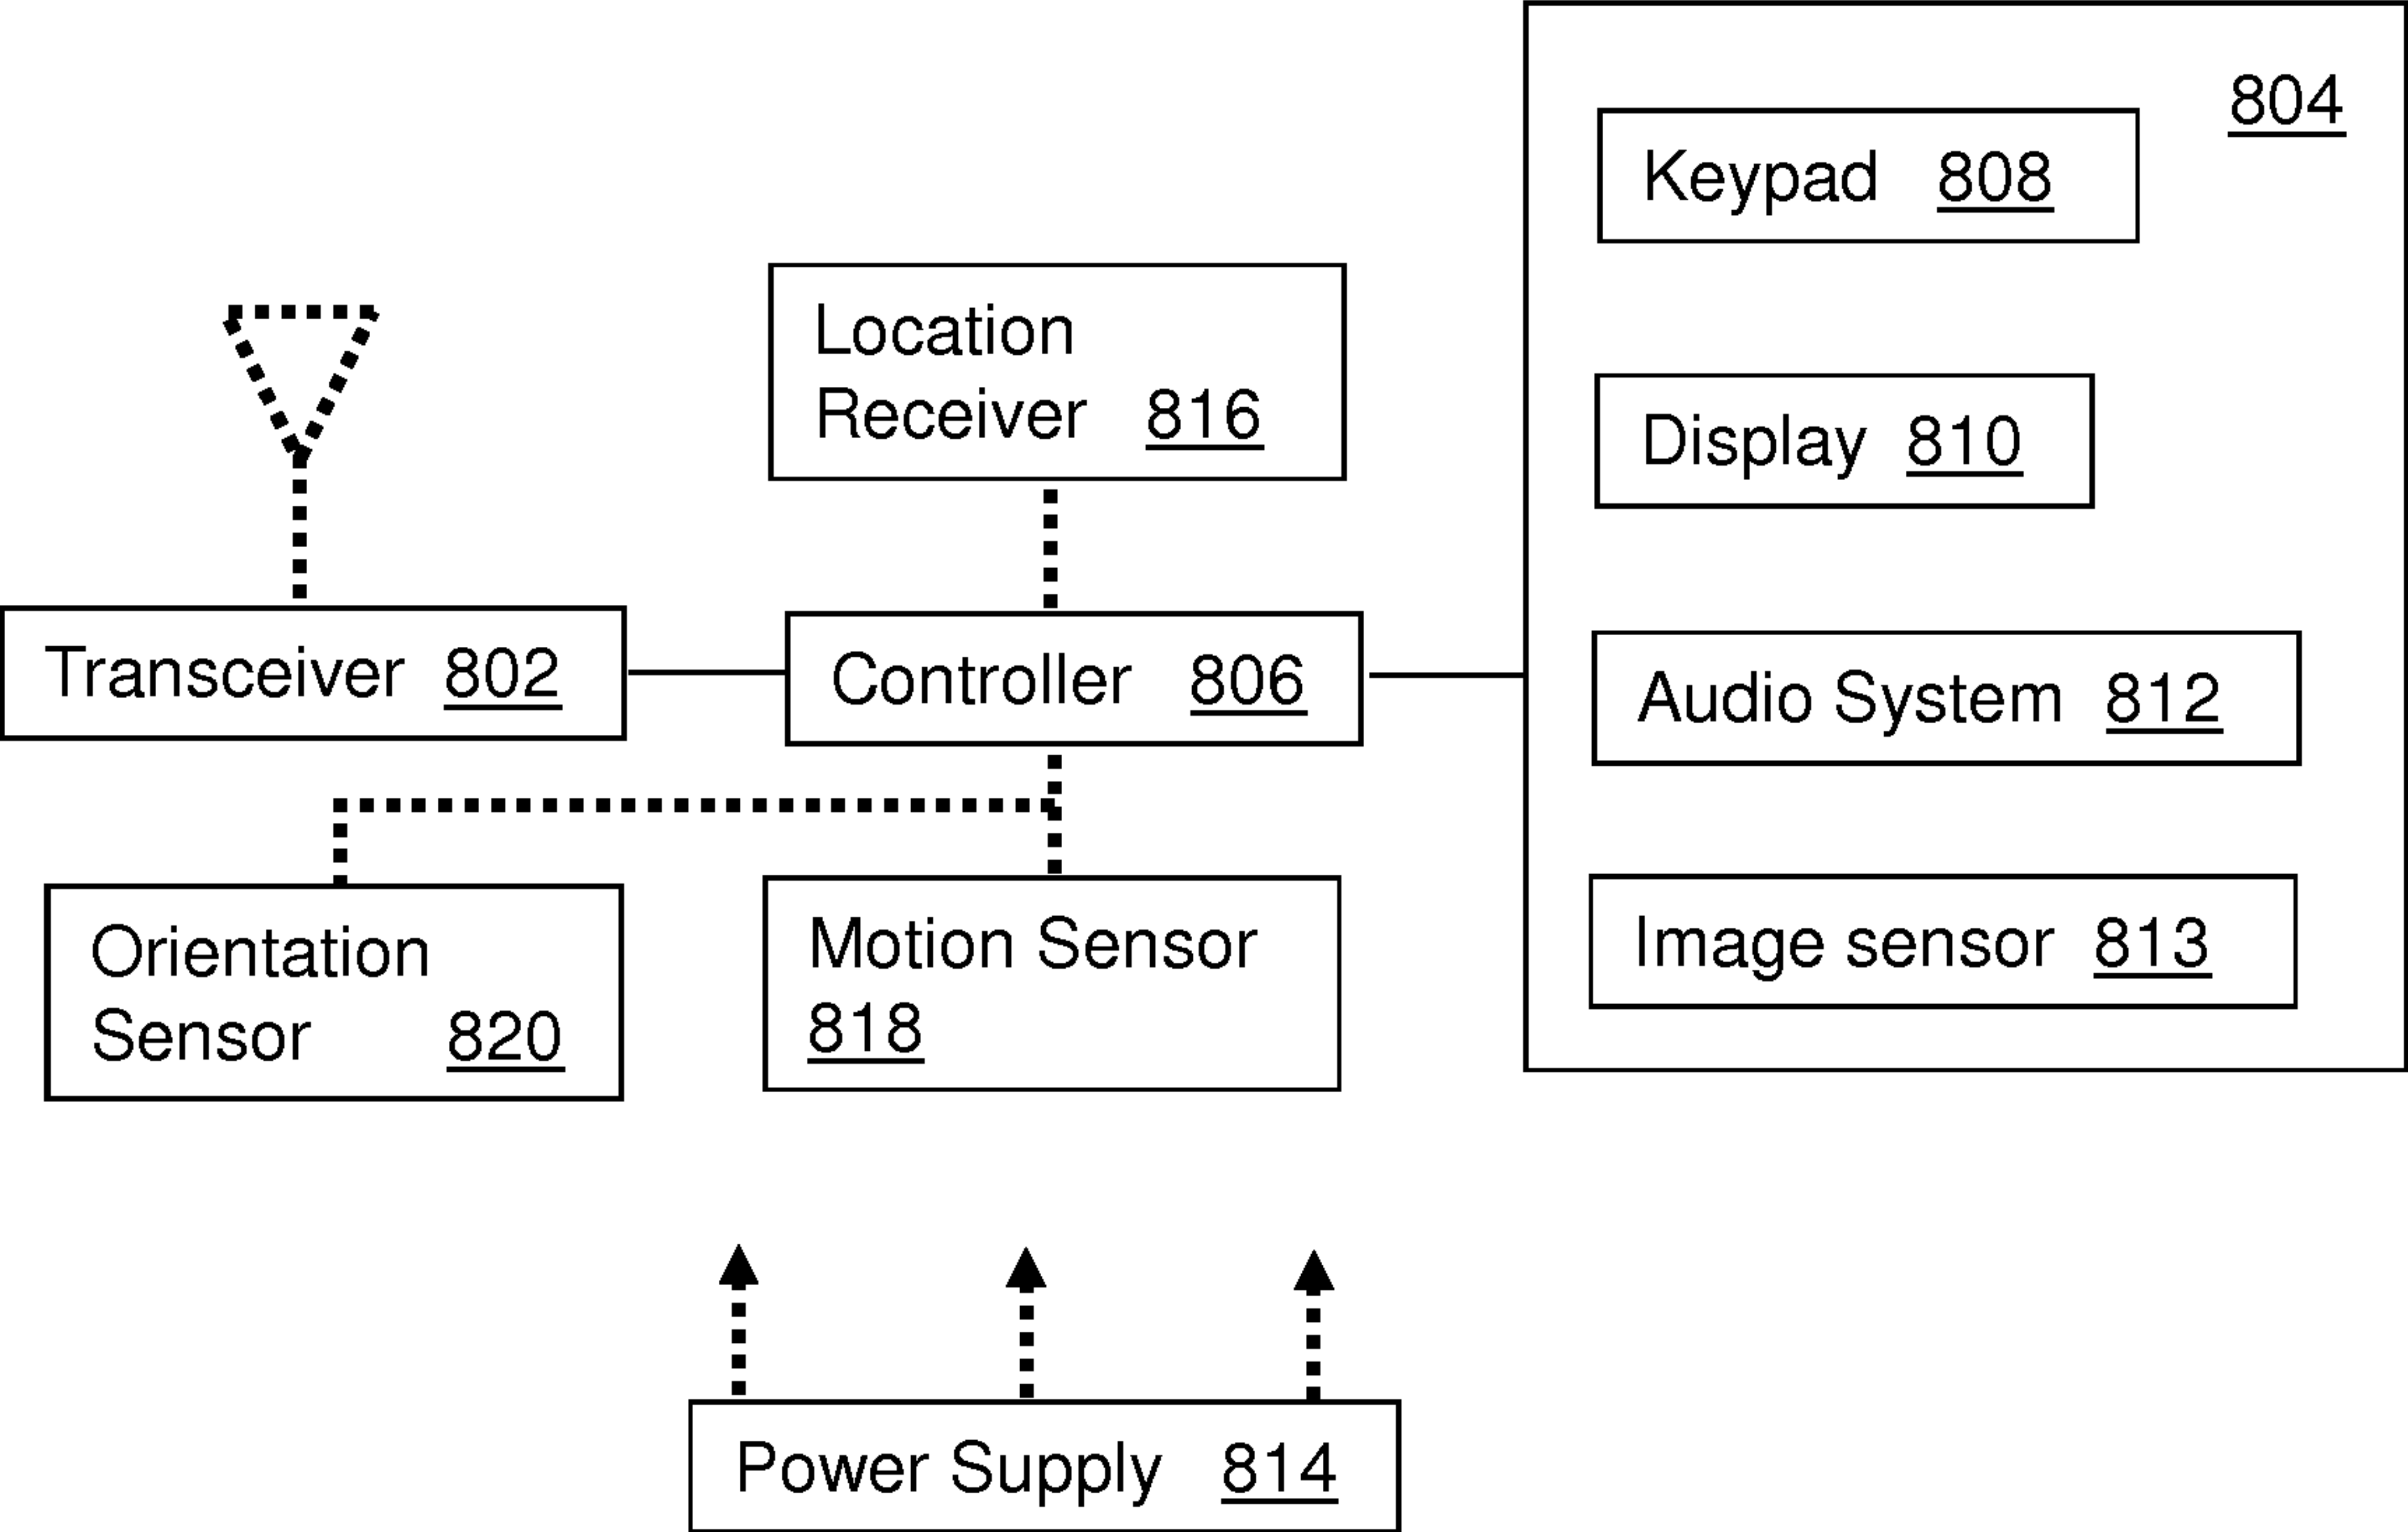 804
Keypad 808
Location
Receiver 816
Display 810
Transceiver 802
Controller 806
Audio System 812
Orientation
Sensor 820
Motion Sensor
818
Image sensor 813
Power Supply 814